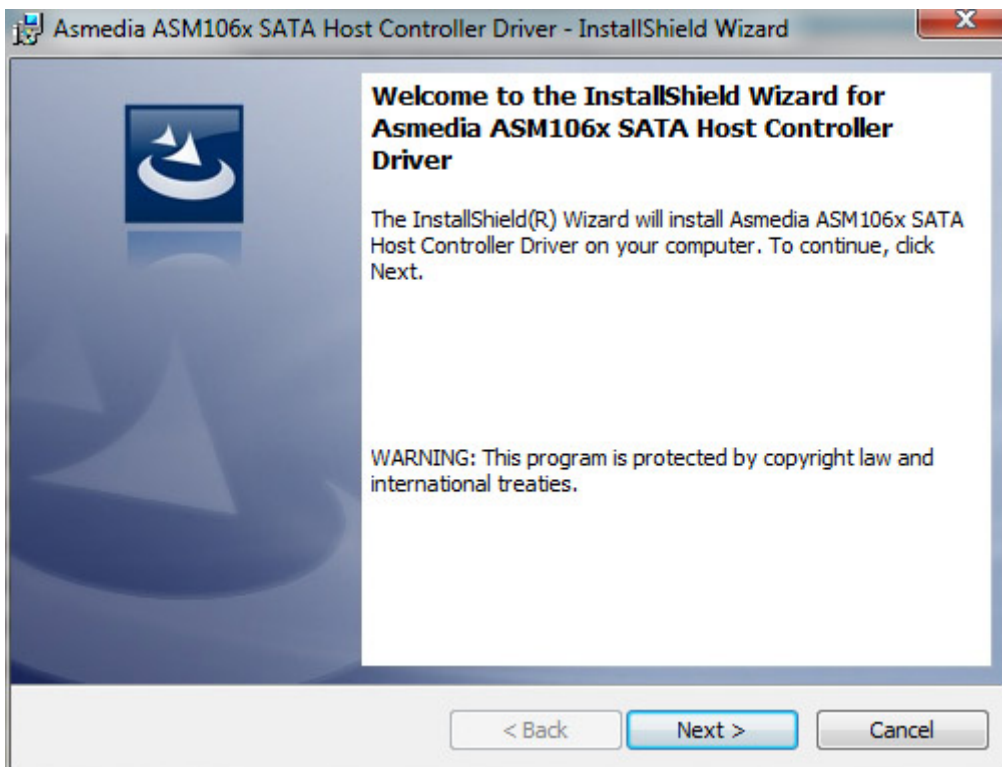 Asmedia ASM106x SATA Host Controller Driver - InstallShield Wizard
Welcome to the InstallShield Wizard for
Asmedia ASM106x SATA Host Controller
Driver
The InstallShield(R) Wizard will install Asmedia ASM106x SATA
Host Controller Driver on your computer. To continue, click
Next.
WARNING: This program is protected by copyright law and
international treaties.
< Back
Next >
Cancel